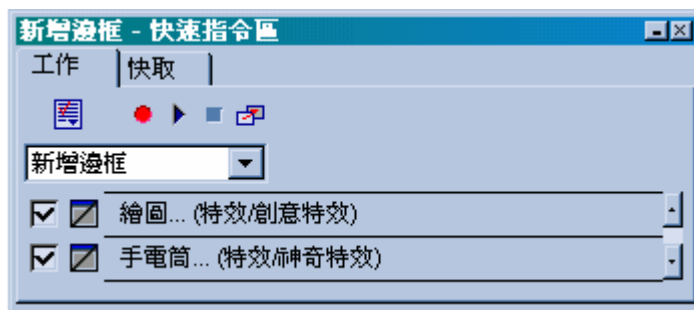 新增邊框 - 快速指令區
工作
快取
新增邊框
繪圖... (特效/創意特效)
手電筒... (特效/神奇特效)